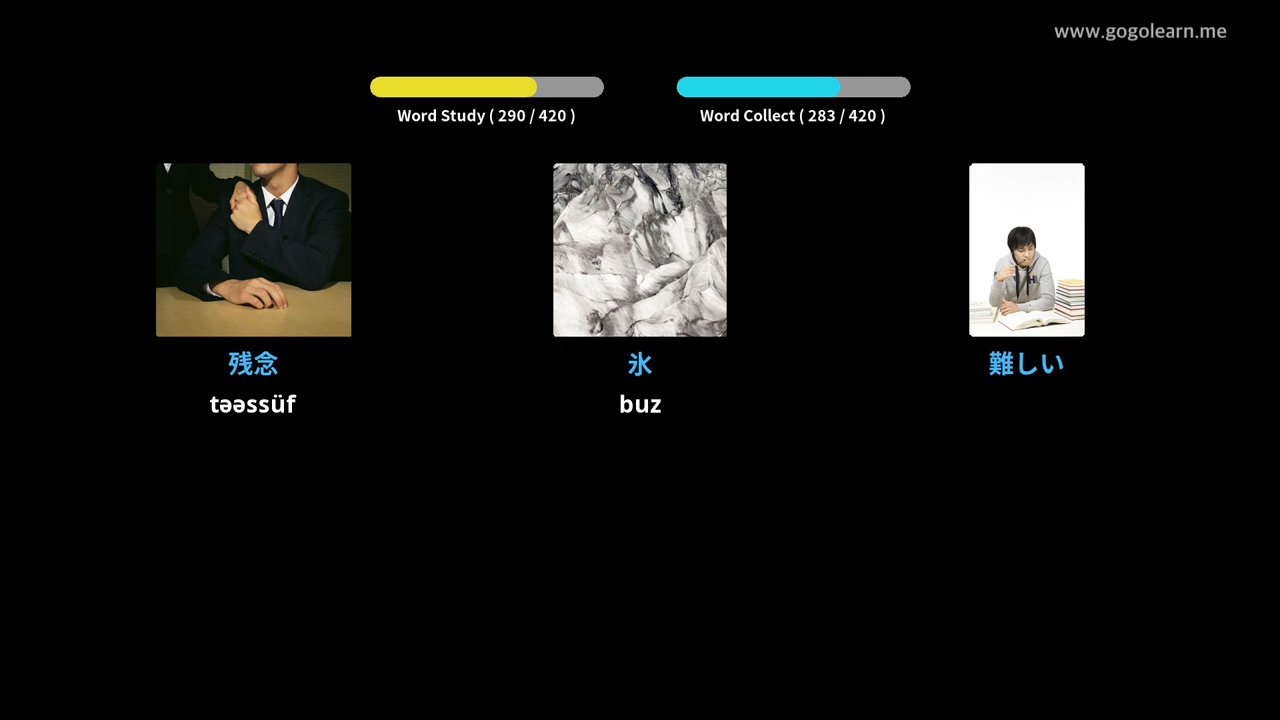 www.gogolearn.me
Word Study ( 290 / 420 )
Word Collect ( 283 / 420 )
残念
氷
難しい
təəssüf
buz